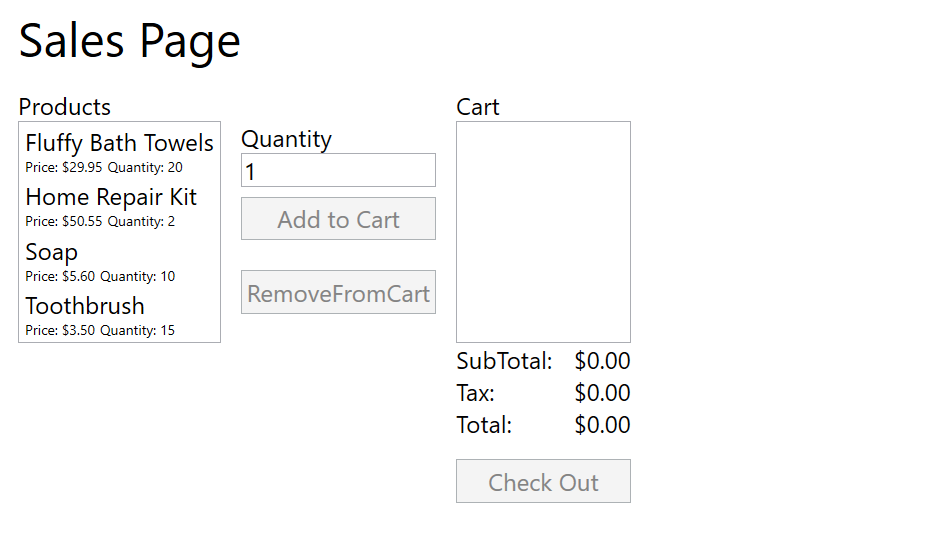 Sales Page
Products
Fluffy Bath Towels
Price: $29.95 Quantity: 20
Home Repair Kit
Price: $50.55 Quantity: 2
Soap
Price: $5.60 Quantity: 10
Toothbrush
Price: $3.50 Quantity: 15
Quantity
1
Add to Cart
RemoveFromCart
Cart
SubTotal: $0.00
Tax: $0.00
Total: $0.00
Check Out